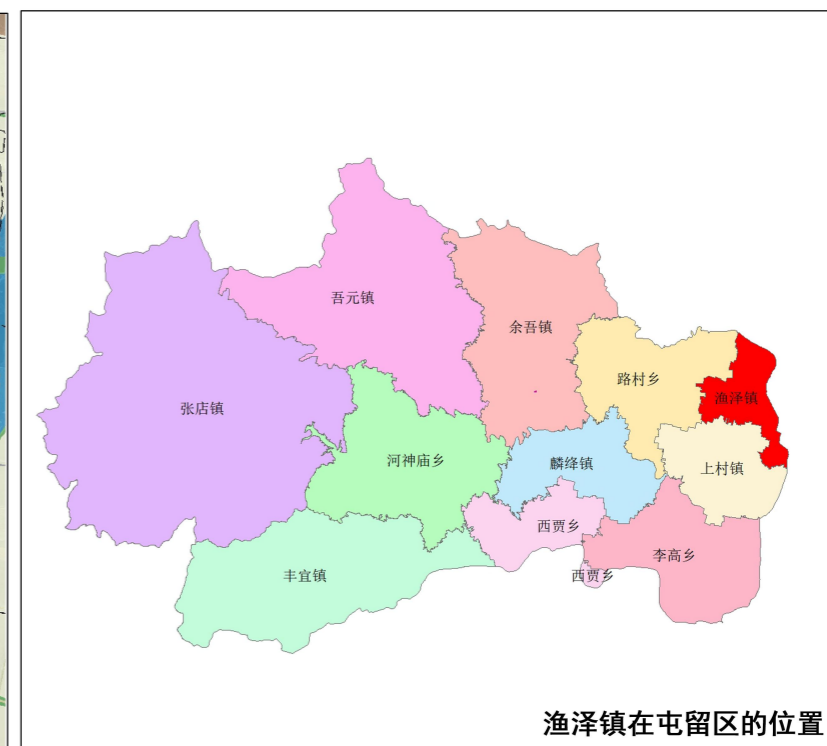 吾元镇
余吾镇
路村乡
渔泽镇
张店镇
河神庙乡
麟绛镇
上村镇
西贾乡
李高乡
丰宜镇
西贾乡
渔泽镇在屯留区的位置